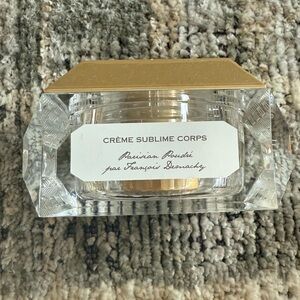 CRÈME SUBLIME CORPS
Parisian Poudré
par François Demachy